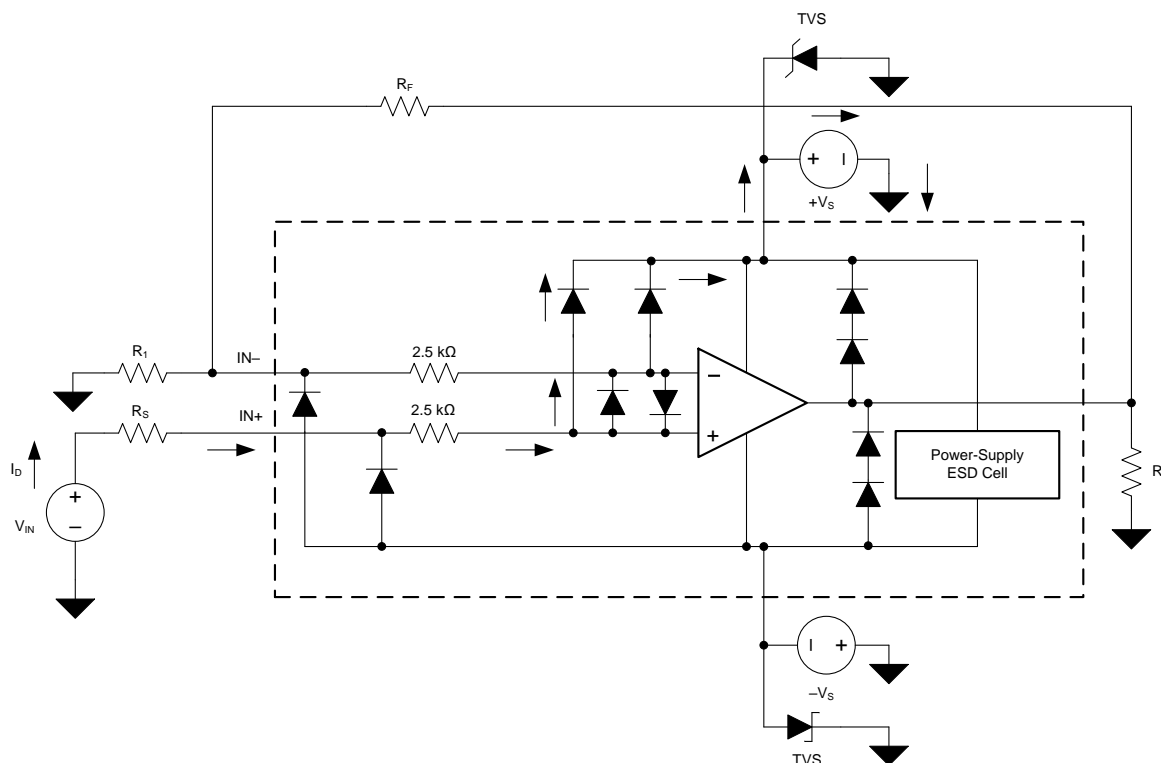 TVS
RF
+
I
+VS
R1
IN–
2.5 kΩ
–
RS
IN+
2.5 kΩ
+
Power-Supply
ESD Cell
R
ID
+
–
VIN
I
+
–VS
TVS